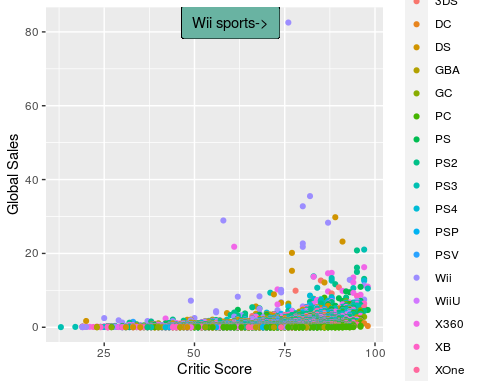 Wii sports->
80
60
40
20
0
Global Sales
25
50
75
100
Critic Score
3DS
DC
DS
GBA
GC
PC
PS
PS2
PS3
PS4
PSP
PSV
Wii
WiiU
X360
XB
XOne